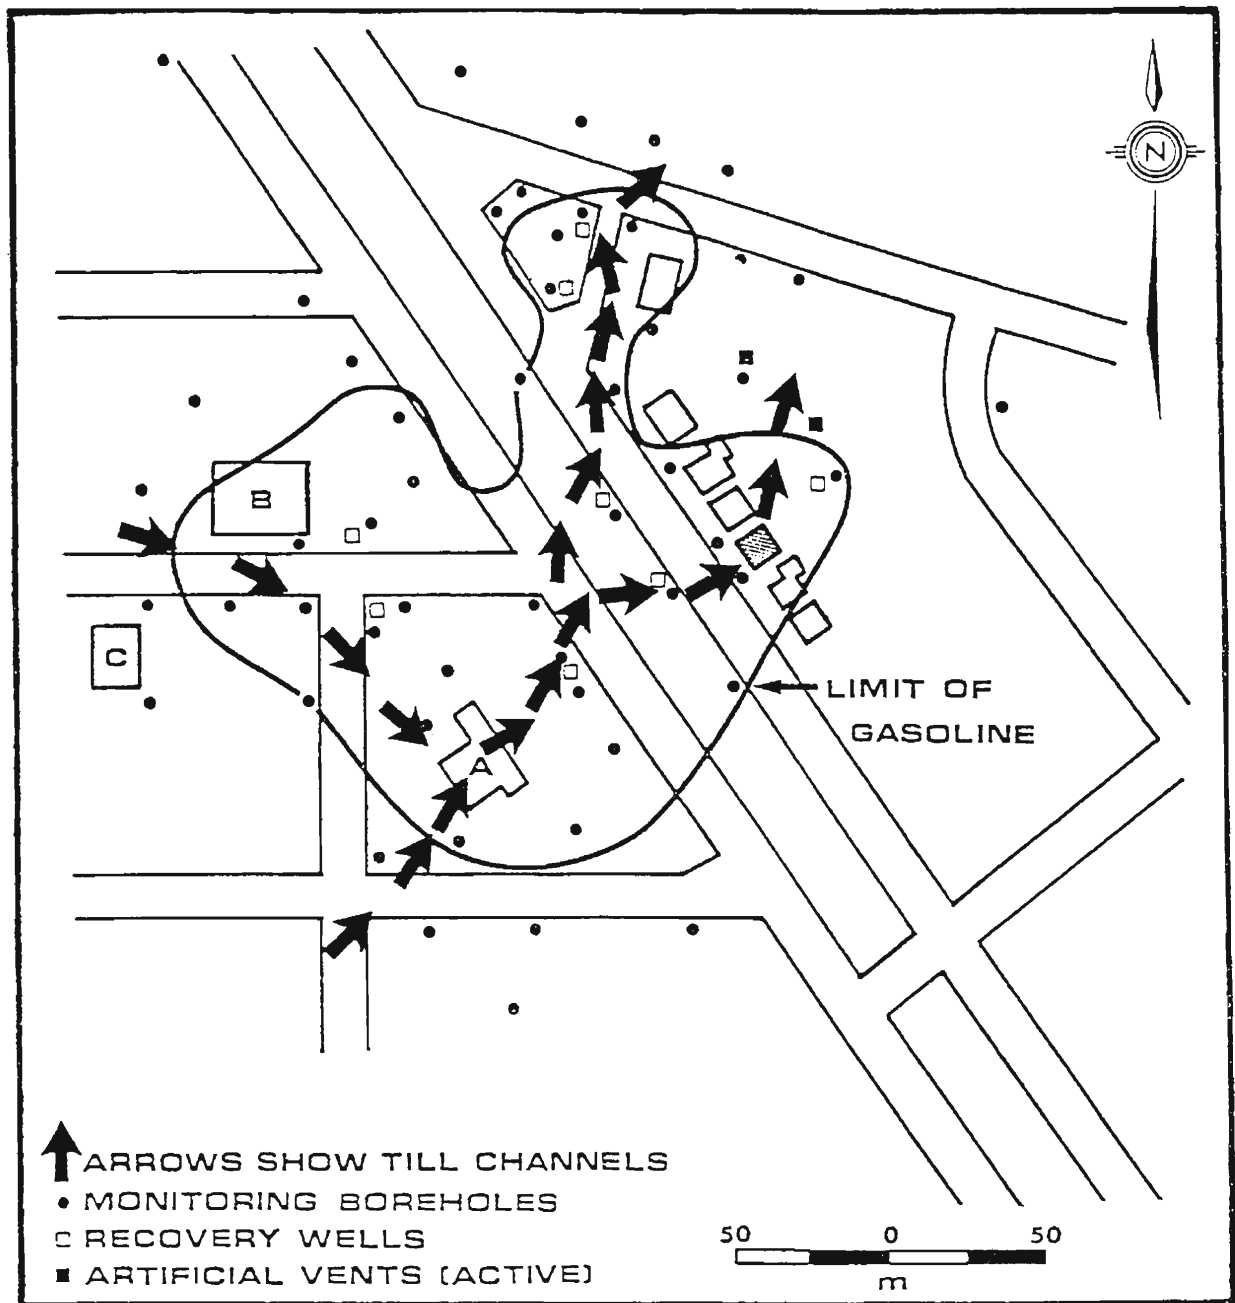 N
B
C
A
LIMIT OF
GASOLINE
ARROWS SHOW TILL CHANNELS
MONITORING BOREHOLES
RECOVERY WELLS
ARTIFICIAL VENTS (ACTIVE)
50 0 50
m